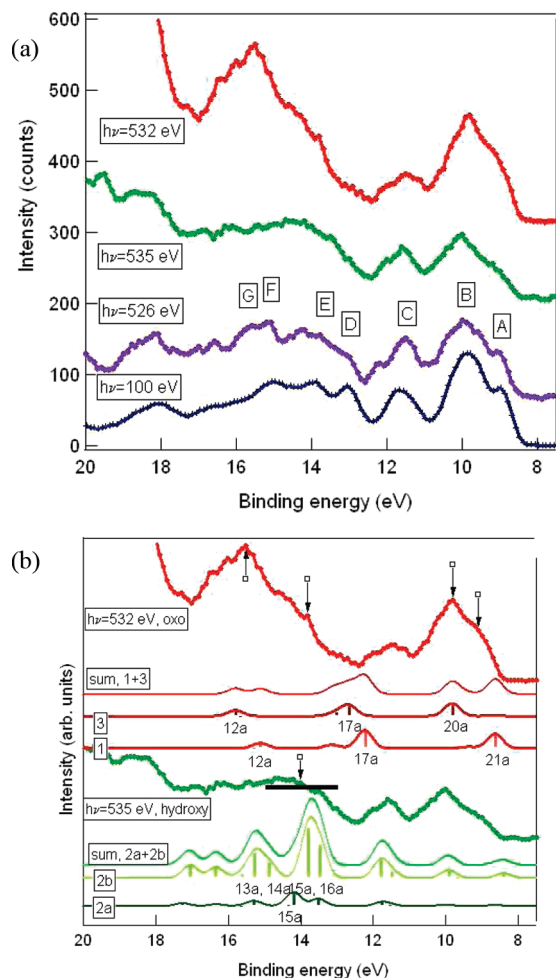 (a)
600
500
400
300
200
100
0
Intensity (counts)
hν=532 eV
hν=535 eV
hν=526 eV
hν=100 eV
G F E D C B A
20 18 16 14 12 10 8
Binding energy (eV)
(b)
Intensity (arb. units)
hν=532 eV, oxo
sum, 1+3
3
12a 17a 20a
1
12a 17a 21a
hν=535 eV, hydroxy
sum, 2a+2b
2b
13a, 14a 15a, 16a
2a
15a
20 18 16 14 12 10 8
Binding energy (eV)